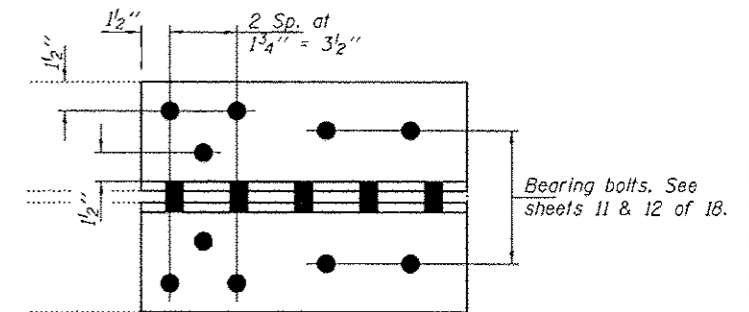 1½"
2 Sp. at
1¾" = 3½"
1½"
1½"
Bearing bolts. See
sheets 11 & 12 of 18.